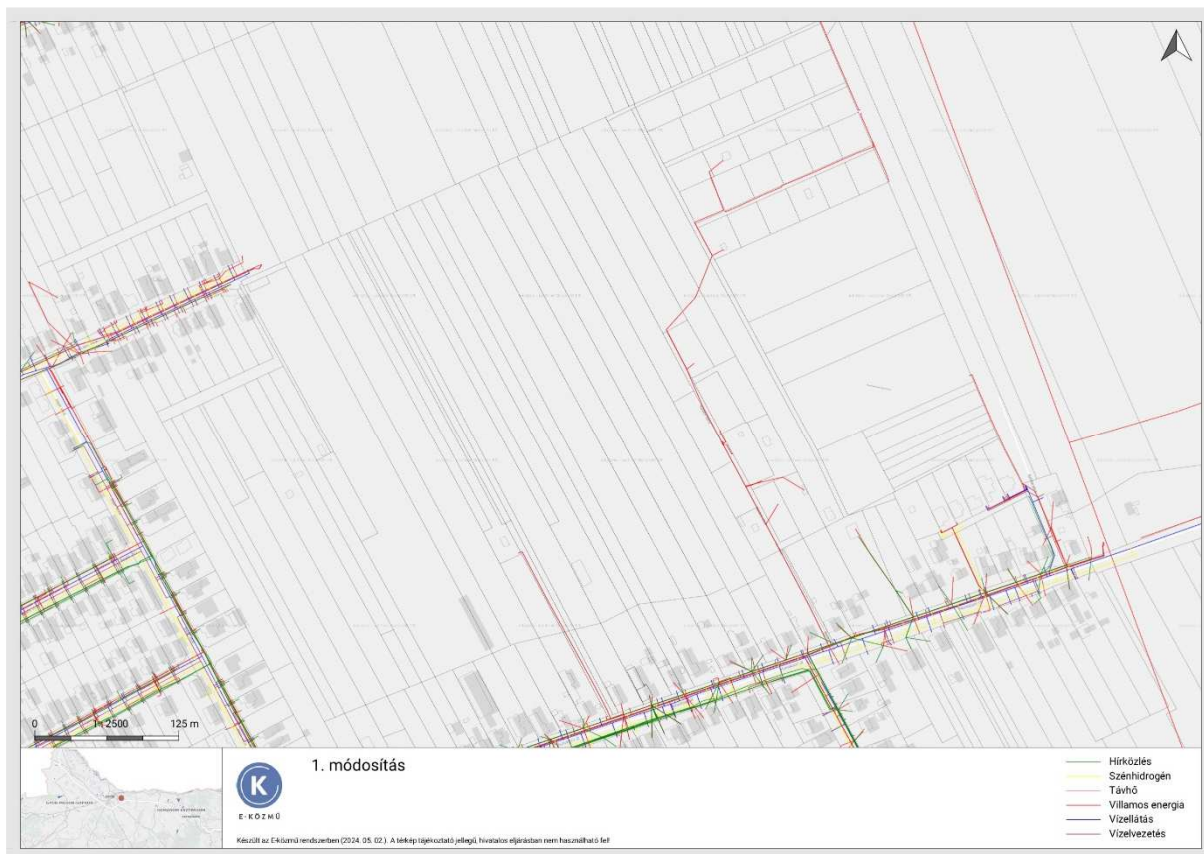 0
1 : 2500
125 m
1. módosítás
K
E-KÖZMŰ
Készült az E-közmű rendszerben (2024. 05. 02.). A térkép tájékoztató jellegű, hivatalos eljárásban nem használható fel!
Hírközlés
Szénhidrogén
Távhő
Villamos energia
Vízellátás
Vízelvezetés